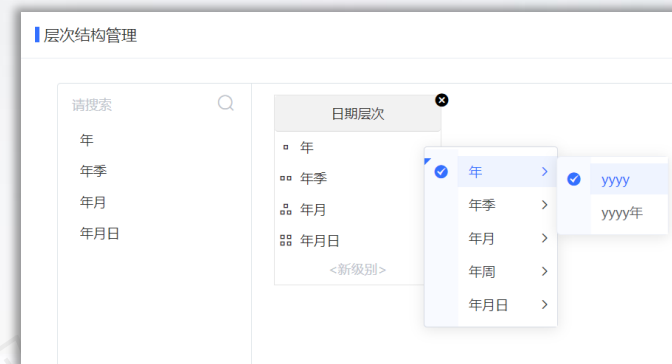 层次结构管理
请搜索
年
年季
年月
年月日
日期层次
年
年季
年月
年月日
<新级别>
年
年季
年月
年周
年月日
yyyy
yyyy年